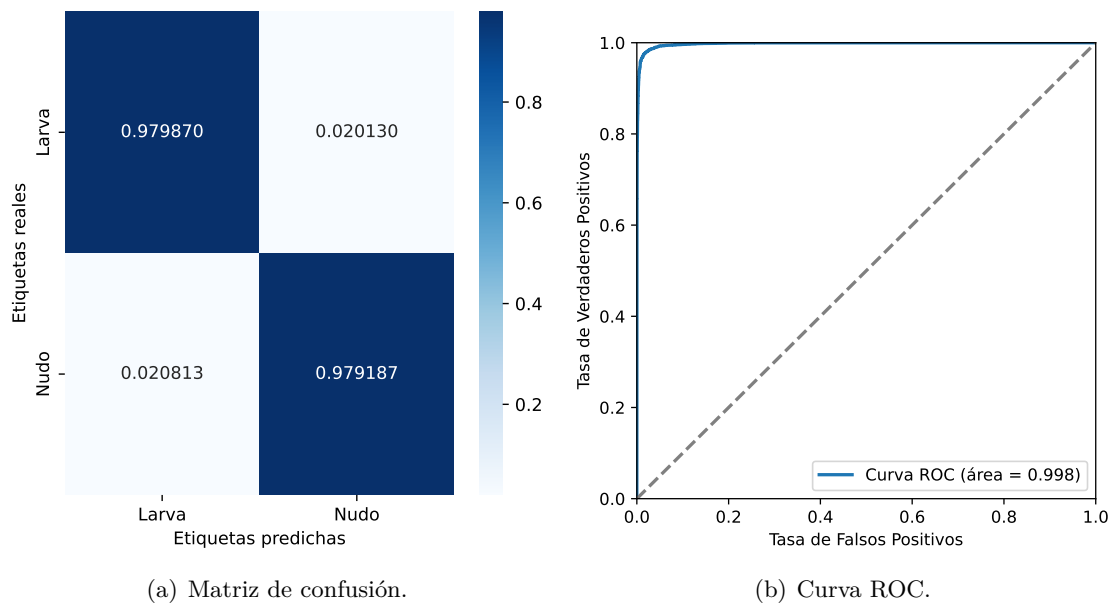 Etiquetas reales
Larva
Nudo
0.979870
0.020130
0.020813
0.979187
Larva
Nudo
Etiquetas predichas
0.8
0.6
0.4
0.2
(a) Matriz de confusión.
Tasa de Verdaderos Positivos
1.0
0.8
0.6
0.4
0.2
0.0
Curva ROC (área = 0.998)
0.0
0.2
0.4
0.6
0.8
1.0
Tasa de Falsos Positivos
(b) Curva ROC.